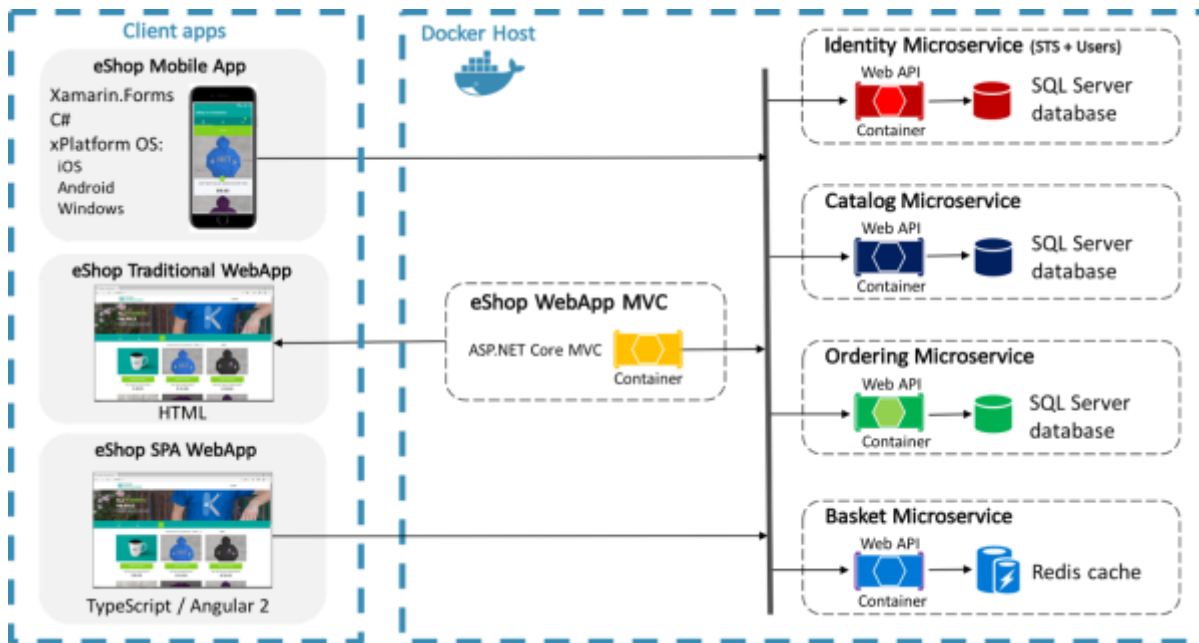 Client apps
eShop Mobile App
Xamarin.Forms
C#
xPlatform OS:
iOS
Android
Windows
eShop Traditional WebApp
HTML
eShop SPA WebApp
TypeScript / Angular 2
Docker Host
eShop WebApp MVC
ASP.NET Core MVC
Container
Identity Microservice (STS + Users)
Web API
Container
SQL Server
database
Catalog Microservice
Web API
Container
SQL Server
database
Ordering Microservice
Web API
Container
SQL Server
database
Basket Microservice
Web API
Container
Redis cache